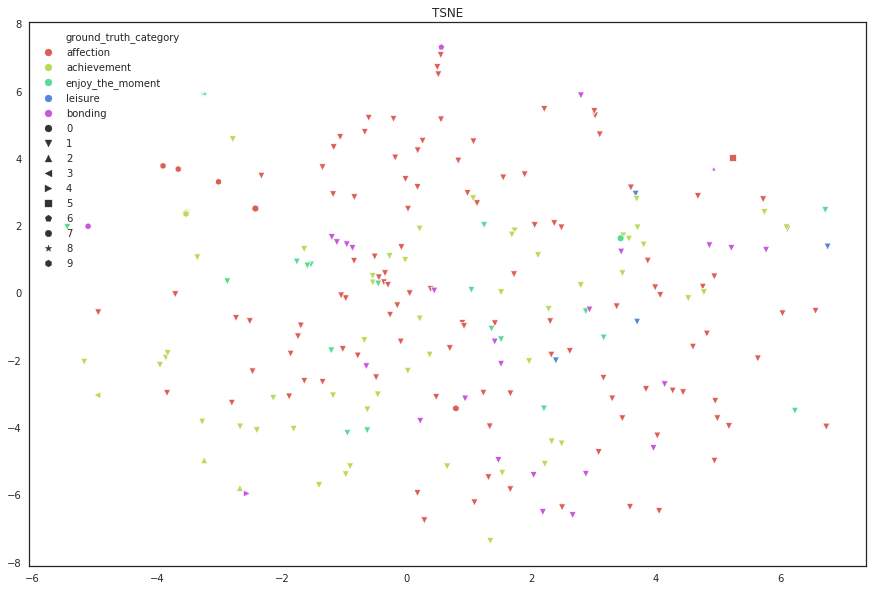 TSNE
8
6
4
2
0
−2
−4
−6
−8
ground_truth_category
affection
achievement
enjoy_the_moment
leisure
bonding
0
1
2
3
4
5
6
7
8
9
−6 −4 −2 0 2 4 6